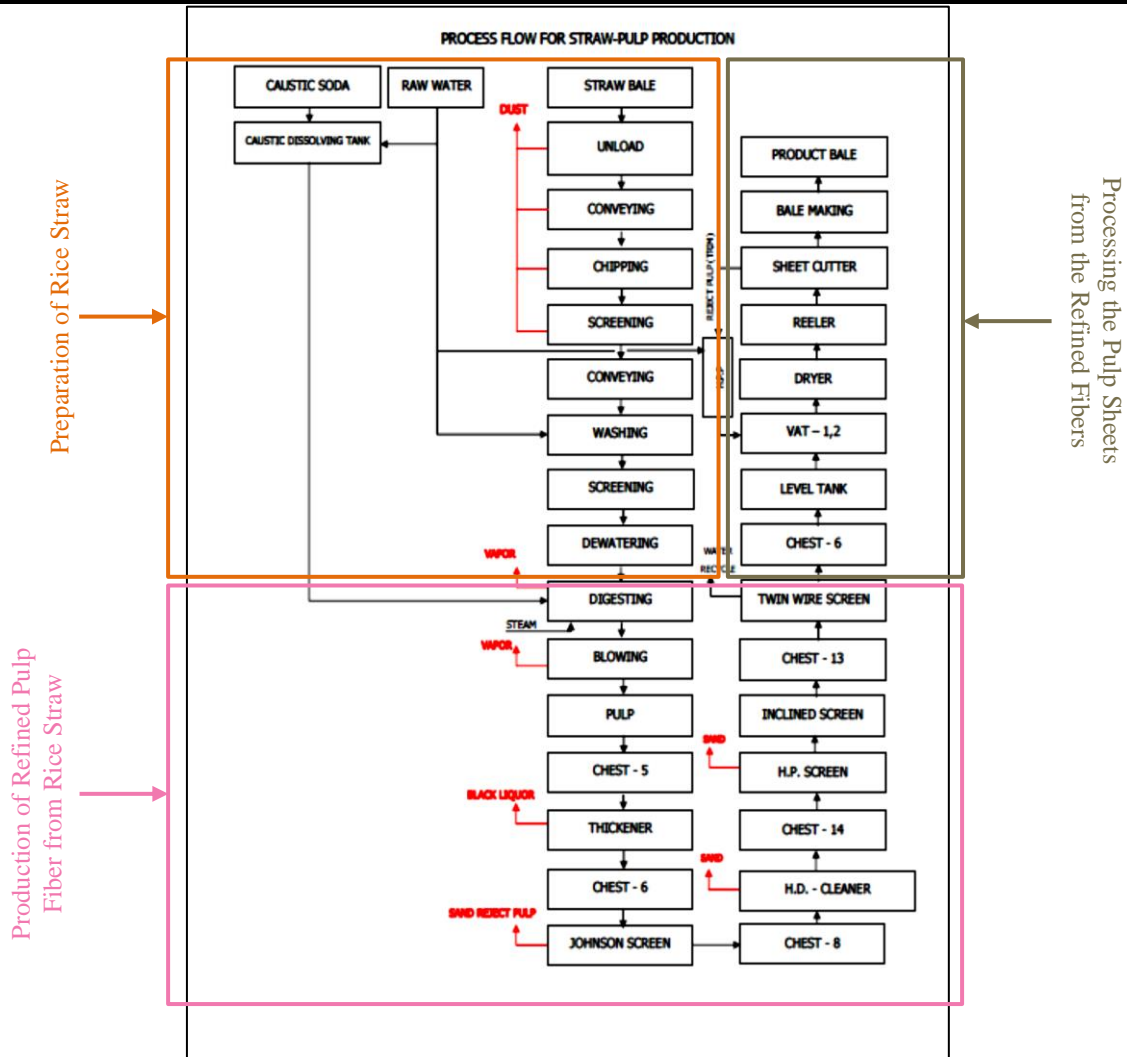 PROCESS FLOW FOR STRAW-PULP PRODUCTION
Preparation of Rice Straw
CAUSTIC SODA
RAW WATER
STRAW BALE
CAUSTIC DISSOLVING TANK
DUST
UNLOAD
CONVEYING
CHIPPING
SCREENING
CONVEYING
WASHING
SCREENING
DEWATERING
Production of Refined Pulp
Fiber from Rice Straw
VAPOR
DIGESTING
STEAM
VAPOR
BLOWING
PULP
CHEST - 5
BLACK LIQUOR
THICKENER
CHEST - 6
SAND REJECT PULP
JOHNSON SCREEN
Processing the Pulp Sheets
from the Refined Fibers
PRODUCT BALE
BALE MAKING
REJECT PULP (TRIM)
SHEET CUTTER
REELER
DRYER
VAT – 1,2
LEVEL TANK
CHEST - 6
WATER
RECYCLE
TWIN WIRE SCREEN
CHEST - 13
INCLINED SCREEN
SAND
H.P. SCREEN
CHEST - 14
SAND
H.D. - CLEANER
CHEST - 8